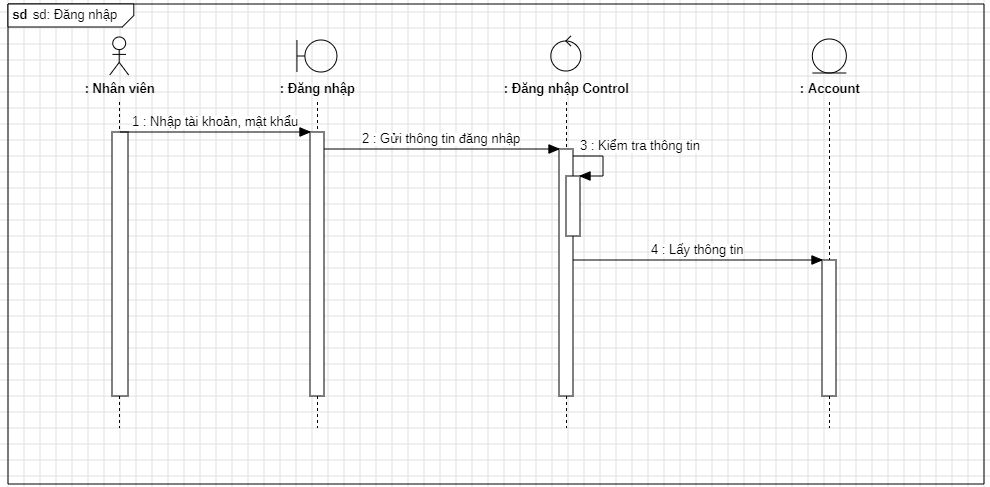 sd sd: Đăng nhập
: Nhân viên
: Đăng nhập
: Đăng nhập Control
: Account
1 : Nhập tài khoản, mật khẩu
2 : Gửi thông tin đăng nhập
3 : Kiểm tra thông tin
4 : Lấy thông tin